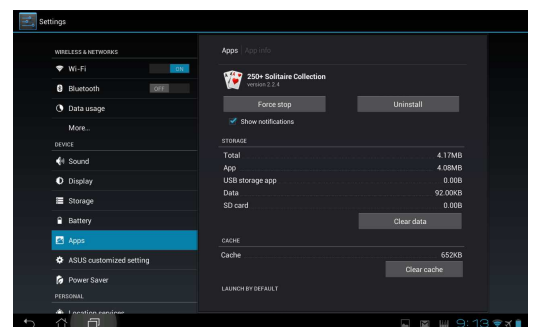 Settings
WIRELESS & NETWORKS
Wi-Fi ON
Bluetooth OFF
Data usage
More...
DEVICE
Sound
Display
Storage
Battery
Apps
ASUS customized setting
Power Saver
PERSONAL
Location services
Apps App info
250+ Solitaire Collection
version 2.2.4
Force stop Uninstall
Show notifications
STORAGE
Total 4.17MB
App 4.08MB
USB storage app 0.00B
Data 92.00KB
SD card 0.00B
Clear data
CACHE
Cache 652KB
Clear cache
LAUNCH BY DEFAULT
9:13